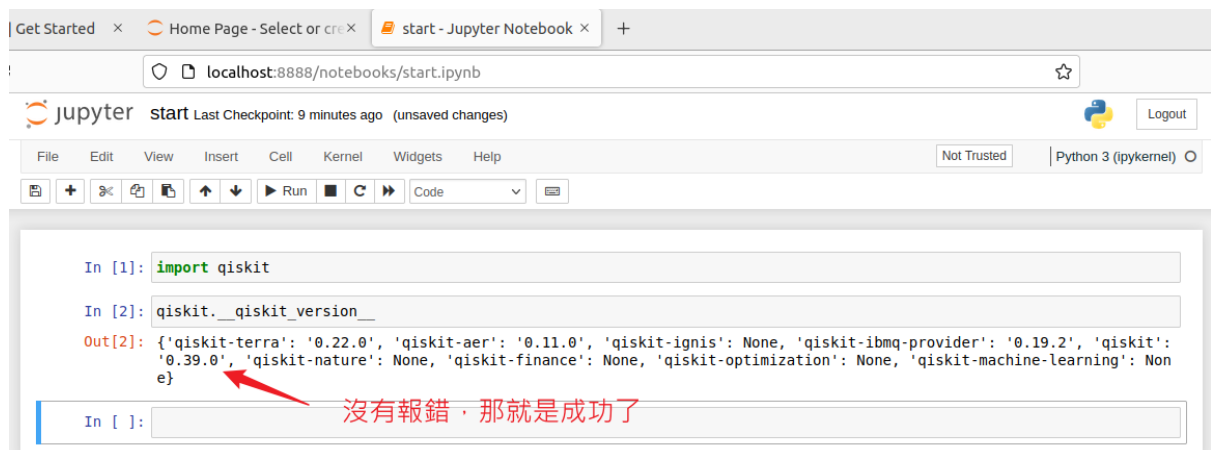 Get Started × Home Page - Select or cre × start - Jupyter Notebook × +
localhost:8888/notebooks/start.ipynb
jupyter start Last Checkpoint: 9 minutes ago (unsaved changes) Logout
File Edit View Insert Cell Kernel Widgets Help Not Trusted Python 3 (ipykernel)
Run Code
In [1]: import qiskit
In [2]: qiskit.__qiskit_version__
Out[2]: {'qiskit-terra': '0.22.0', 'qiskit-aer': '0.11.0', 'qiskit-ignis': None, 'qiskit-ibmq-provider': '0.19.2', 'qiskit':
'0.39.0', 'qiskit-nature': None, 'qiskit-finance': None, 'qiskit-optimization': None, 'qiskit-machine-learning': Non
e}
沒有報錯,那就是成功了
In [ ]: